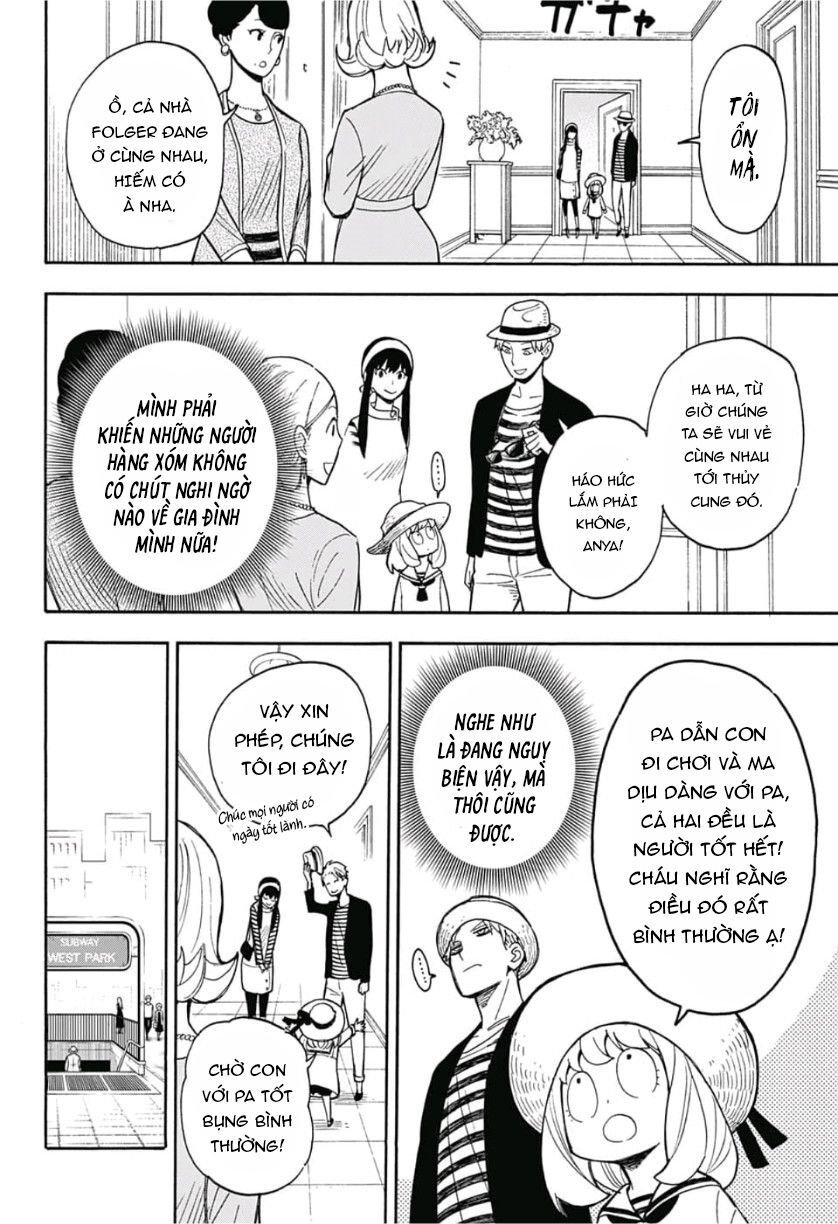 ガチャ
TÔI
ỔN
MÀ.
Ồ, CẢ NHÀ
FOLGER ĐANG
Ở CÙNG NHAU,
HIẾM CÓ
À NHA.
HA HA, TỪ
GIỜ CHÚNG
TA SẼ VUI VẺ
CÙNG NHAU
TỚI THỦY
CUNG ĐÓ.
HÁO HỨC
LẮM PHẢI
KHÔNG,
ANYA!
....
MÌNH PHẢI
KHIẾN NHỮNG NGƯỜI
HÀNG XÓM KHÔNG
CÓ CHÚT NGHI NGỜ
NÀO VỀ GIA ĐÌNH
MÌNH NỮA!
PA DẪN CON
ĐI CHƠI VÀ MA
DỊU DÀNG VỚI PA,
CẢ HAI ĐỀU LÀ
NGƯỜI TỐT HẾT!
CHÁU NGHĨ RẰNG
ĐIỀU ĐÓ RẤT
BÌNH THƯỜNG Ạ!
NGHE NHƯ
LÀ ĐANG NGUỴ
BIỆN VẬY, MÀ
THÔI CŨNG
ĐƯỢC.
....
VẬY XIN
PHÉP, CHÚNG
TÔI ĐI ĐÂY!
Chúc mọi người có
ngày tốt lành.
CHỜ CON
VỚI PA TỐT
BỤNG BÌNH
THƯỜNG!
SUBWAY
WEST PARK